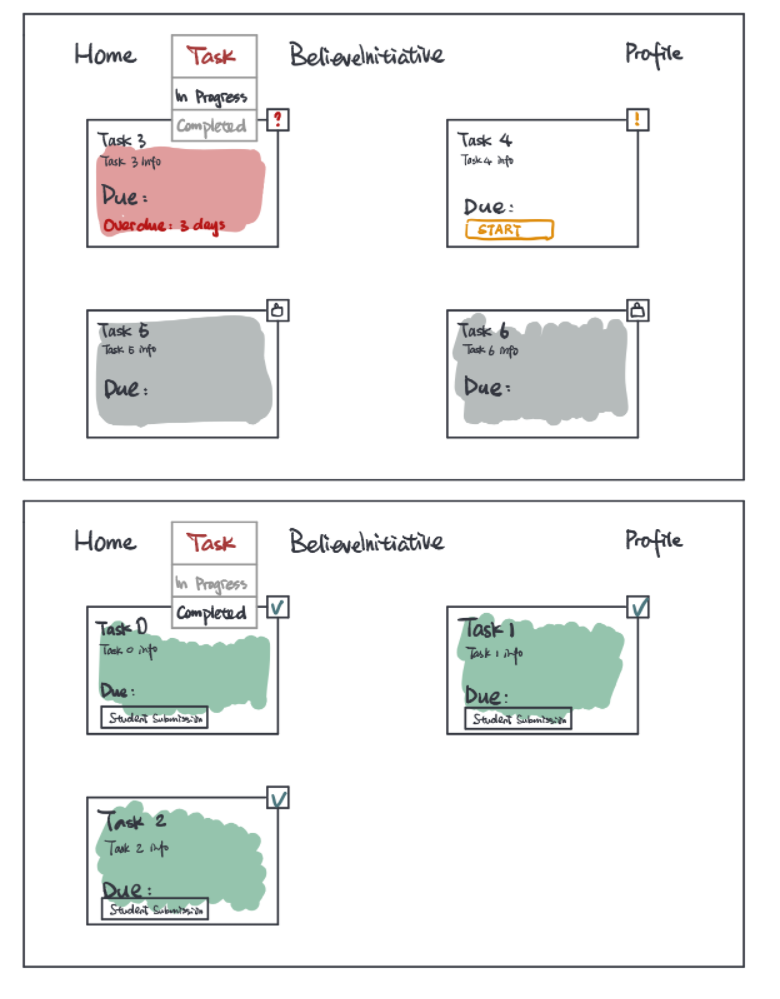 Home Task BelieveInitiative Profile
In Progress
Completed
?
!
Task 3
Task 3 info
Due:
Overdue: 3 days
Task 4
Task 4 info
Due:
START
Task 5
Task 5 info
Due:
Task 6
Task 6 info
Due:
Home Task BelieveInitiative Profile
In Progress
Completed
Task 0
Task 0 info
Due:
Student Submission
Task 1
Task 1 info
Due:
Student Submission
Task 2
Task 2 info
Due:
Student Submission